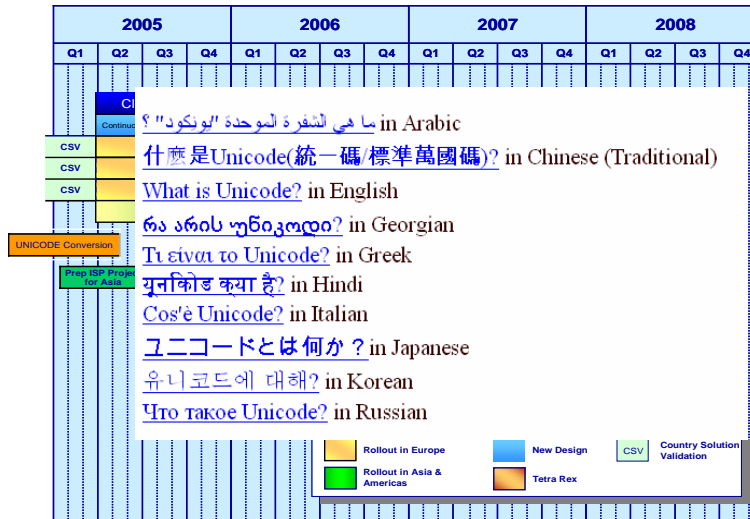 2005 2006 2007 2008
Q1 Q2 Q3 Q4 Q1 Q2 Q3 Q4 Q1 Q2 Q3 Q4 Q1 Q2 Q3 Q4
ما هي الشفرة الموحدة "يونِكود" ؟ in Arabic
CSV
什麽是Unicode(統一碼/標準萬國碼)? in Chinese (Traditional)
CSV
CSV
What is Unicode? in English
რა არის უნიკოდი? in Georgian
UNICODE Conversion
Τι είναι το Unicode? in Greek
Prep ISP
for Asia
यूनिकोड क्या है? in Hindi
Cos'è Unicode? in Italian
ユニコードとは何か？in Japanese
유니코드에 대해? in Korean
Что такое Unicode? in Russian
Rollout in Europe New Design CSV Country Solution
Validation
Rollout in Asia &
Americas
Tetra Rex